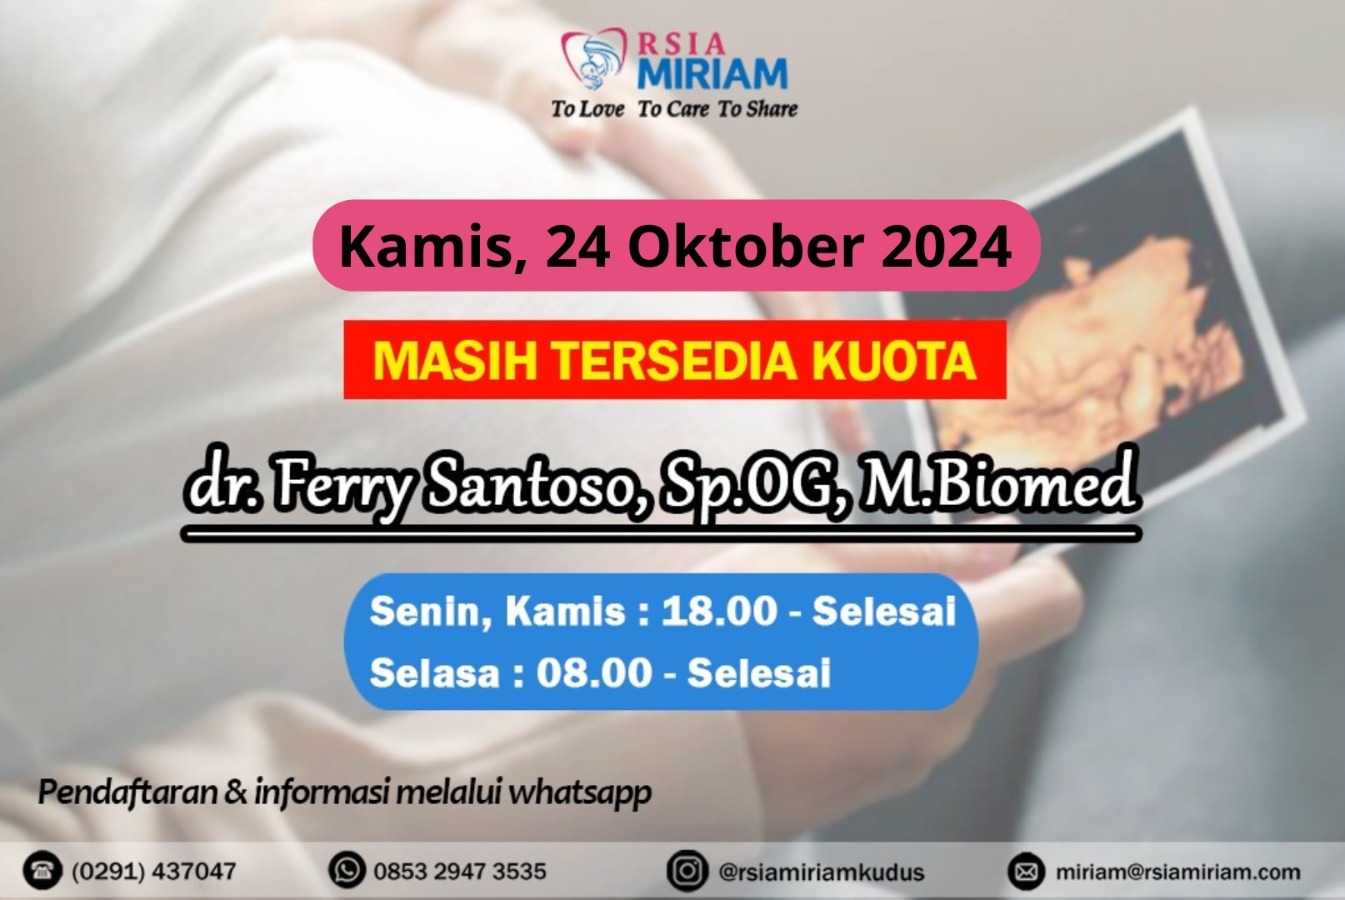 RSIA
MIRIAM
To Love To Care To Share
Kamis, 24 Oktober 2024
MASIH TERSEDIA KUOTA
dr. Ferry Santoso, Sp.OG, M.Biomed
Senin, Kamis : 18.00 - Selesai
Selasa : 08.00 - Selesai
Pendaftaran & informasi melalui whatsapp
(0291) 437047
0853 2947 3535
@rsiamiriamkudus
miriam@rsiamiriam.com